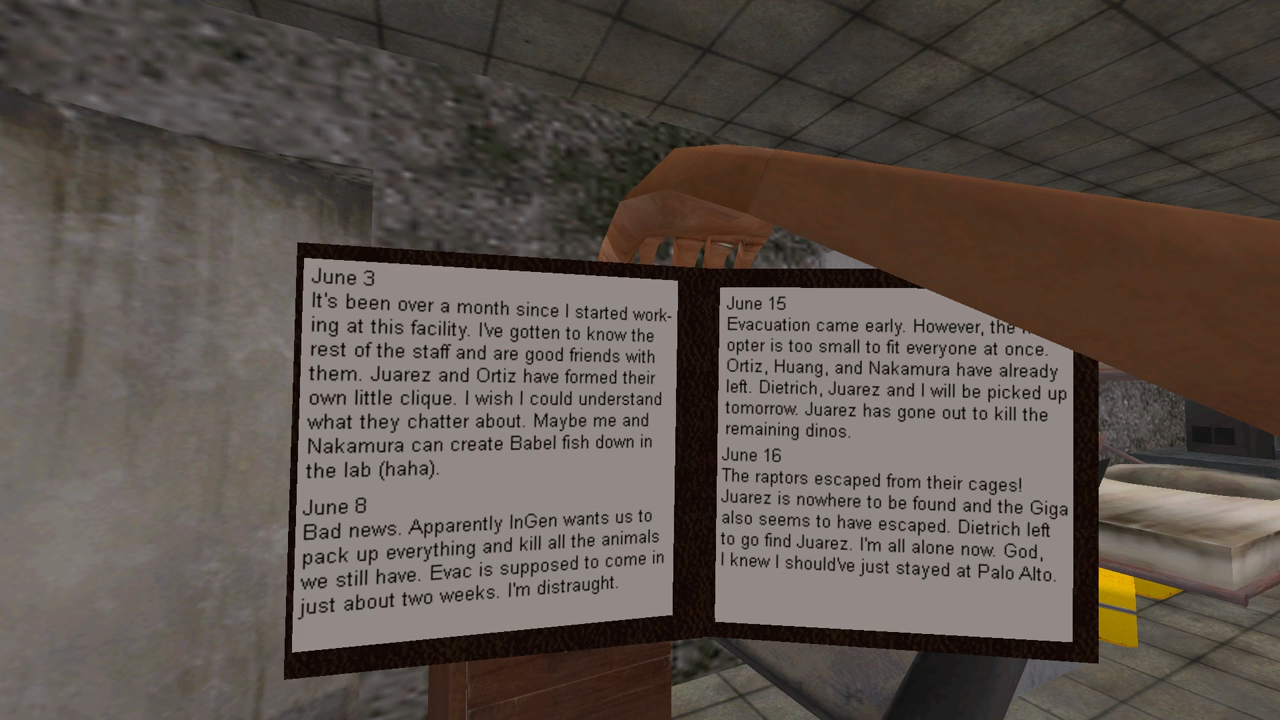 June 3
It's been over a month since I started work-
ing at this facility. I've gotten to know the
rest of the staff and are good friends with
them. Juarez and Ortiz have formed their
own little clique. I wish I could understand
what they chatter about. Maybe me and
Nakamura can create Babel fish down in
the lab (haha).
June 8
Bad news. Apparently InGen wants us to
pack up everything and kill all the animals
we still have. Evac is supposed to come in
just about two weeks. I'm distraught.
June 15
Evacuation came early. However, the
opter is too small to fit everyone at once.
Ortiz, Huang, and Nakamura have already
left. Dietrich, Juarez and I will be picked up
tomorrow. Juarez has gone out to kill the
remaining dinos.
June 16
The raptors escaped from their cages!
Juarez is nowhere to be found and the Giga
also seems to have escaped. Dietrich left
to go find Juarez. I'm all alone now. God,
I knew I should've just stayed at Palo Alto.